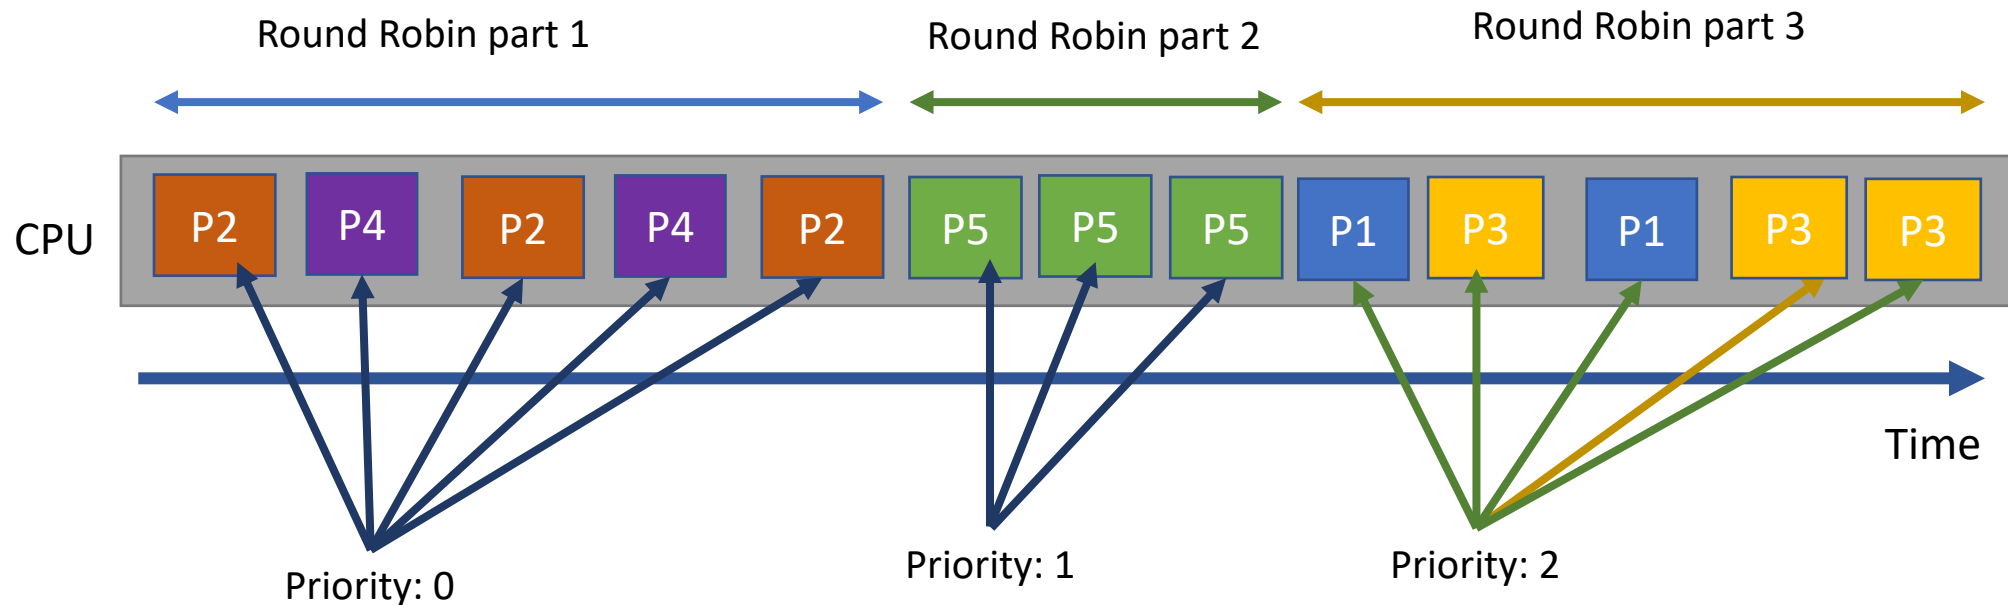 Round Robin part 1
Round Robin part 2
Round Robin part 3
CPU
P2
P4
P2
P4
P2
P5
P5
P5
P1
P3
P1
P3
P3
Time
Priority: 0
Priority: 1
Priority: 2